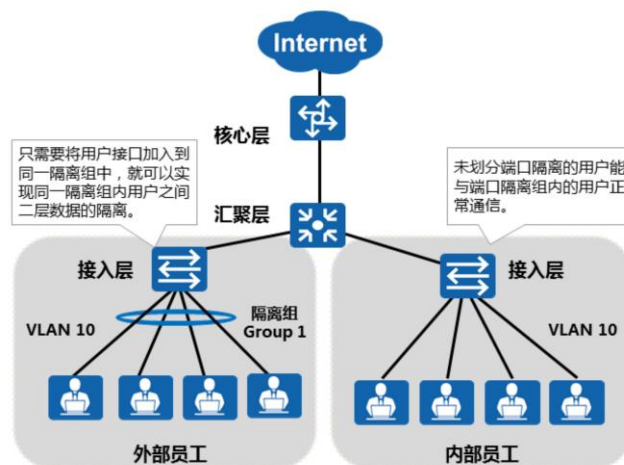 Internet
核心层
只需要将用户接口加入到
同一隔离组中，就可以实
现同一隔离组内用户之间
二层数据的隔离。
未划分端口隔离的用户能
与端口隔离组内的用户正
常通信。
汇聚层
接入层
接入层
VLAN 10
隔离组
Group 1
VLAN 10
外部员工
内部员工